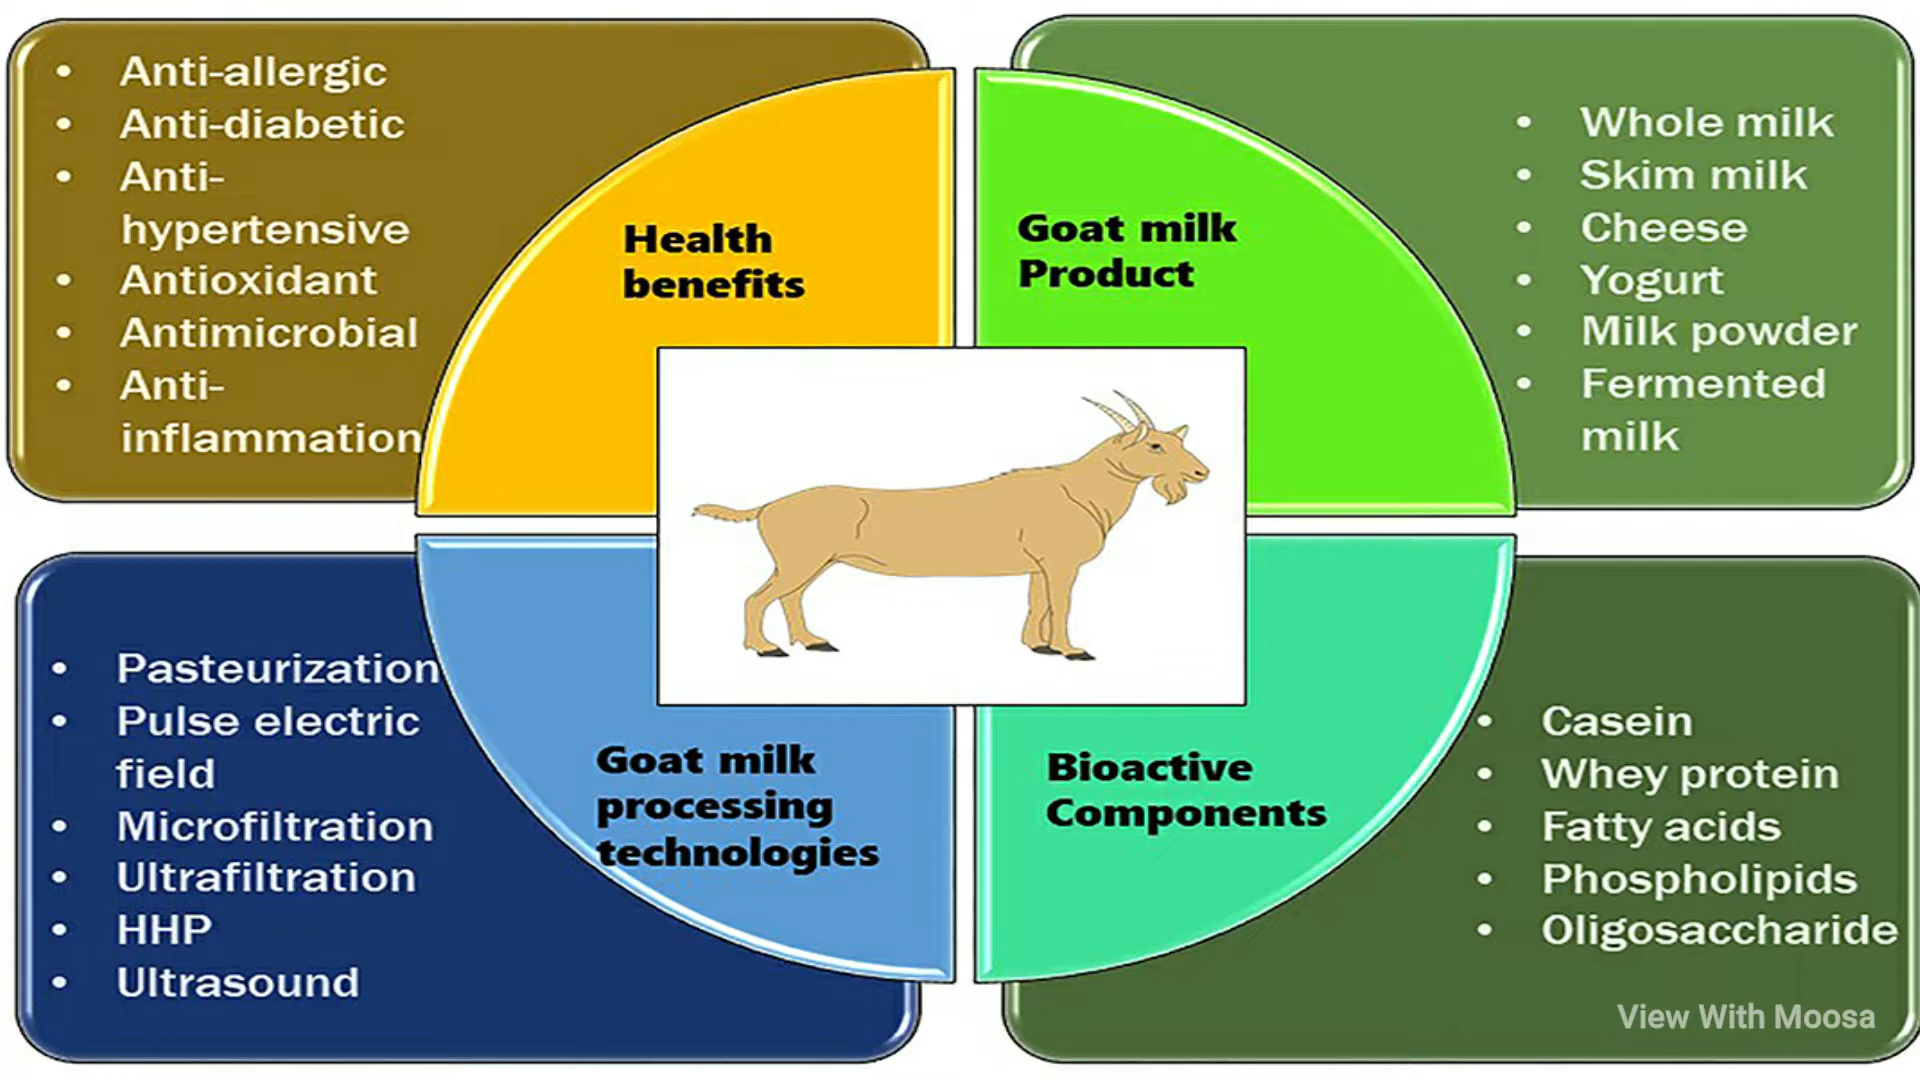 • Anti-allergic
• Anti-diabetic
• Anti-
hypertensive
• Antioxidant
• Antimicrobial
• Anti-
inflammation
Health
benefits
Goat milk
Product
• Whole milk
• Skim milk
• Cheese
• Yogurt
• Milk powder
• Fermented
milk
• Pasteurization
• Pulse electric
field
• Microfiltration
• Ultrafiltration
• HHP
• Ultrasound
Goat milk
processing
technologies
Bioactive
Components
• Casein
• Whey protein
• Fatty acids
• Phospholipids
• Oligosaccharide
View With Moosa